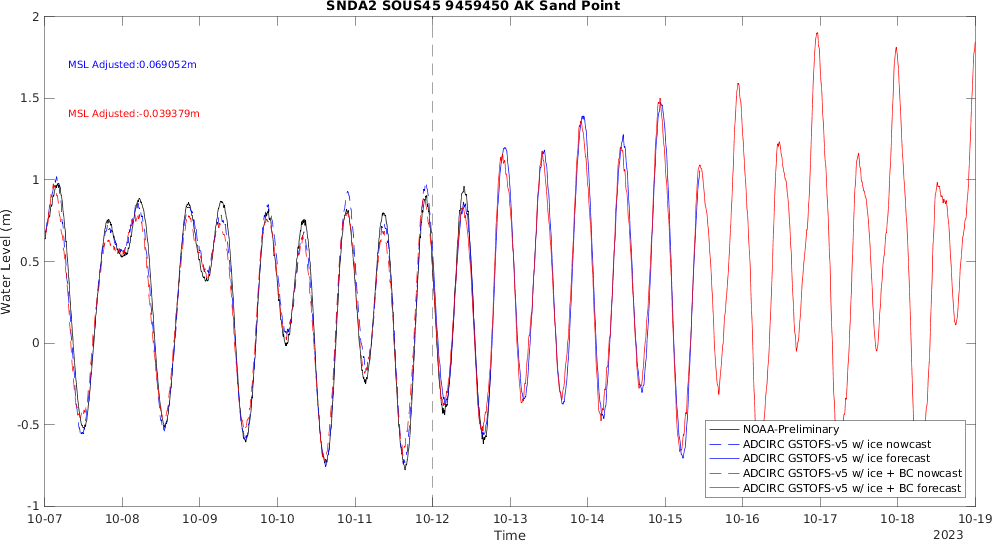 SNDA2 SOUS45 9459450 AK Sand Point
2
MSL Adjusted:0.069052m
1.5
MSL Adjusted:-0.039379m
1
0.5
Water Level (m)
0
-0.5
NOAA-Preliminary
ADCIRC GSTOFS-v5 w/ ice nowcast
ADCIRC GSTOFS-v5 w/ ice forecast
ADCIRC GSTOFS-v5 w/ ice + BC nowcast
ADCIRC GSTOFS-v5 w/ ice + BC forecast
-1
10-07 10-08 10-09 10-10 10-11 10-12 10-13 10-14 10-15 10-16 10-17 10-18 10-19
Time
2023